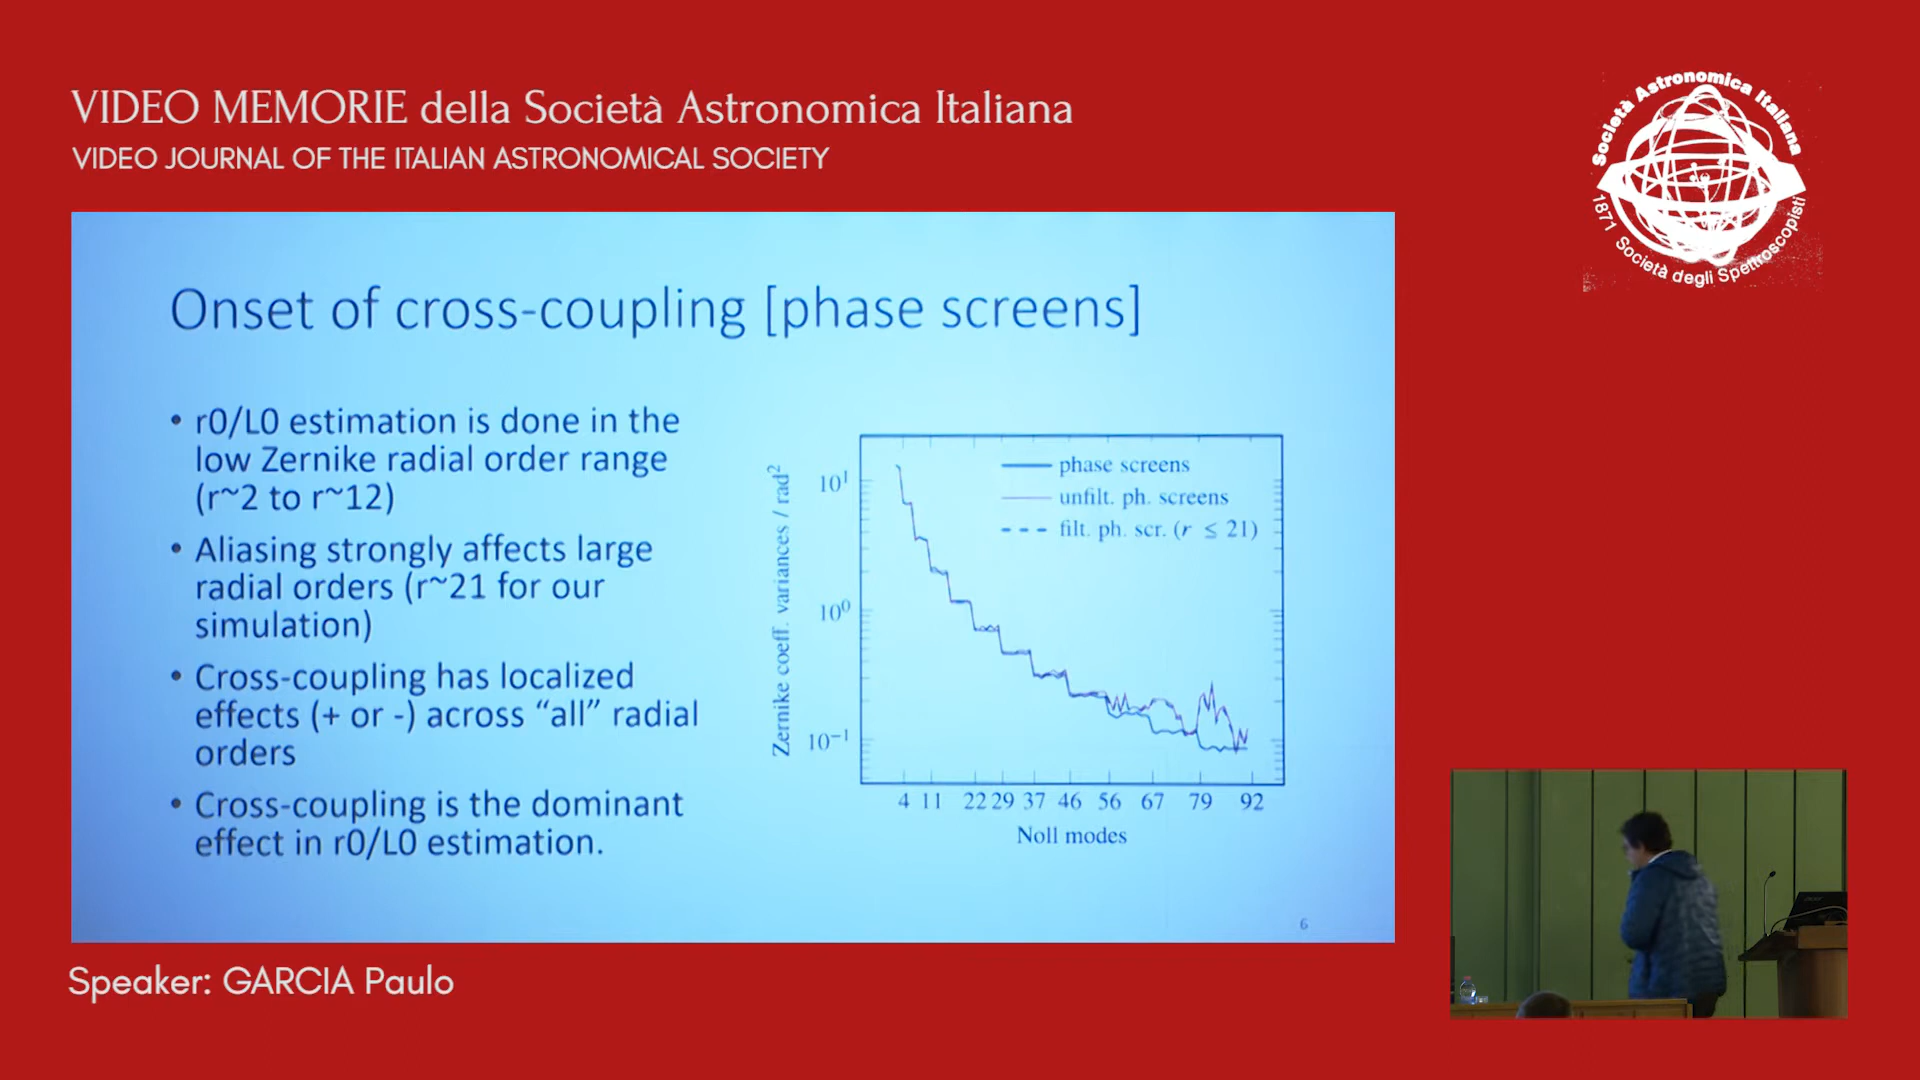 VIDEO MEMORIE della Società Astronomica Italiana
VIDEO JOURNAL OF THE ITALIAN ASTRONOMICAL SOCIETY
Società Astronomica Italiana
1871 Società degli Spettroscopisti
Onset of cross-coupling [phase screens]
• r0/L0 estimation is done in the
low Zernike radial order range
(r~2 to r~12)
• Aliasing strongly affects large
radial orders (r~21 for our
simulation)
• Cross-coupling has localized
effects (+ or -) across “all” radial
orders
• Cross-coupling is the dominant
effect in r0/L0 estimation.
Zernike coeff. variances / rad²
10¹
10⁰
10⁻¹
phase screens
unfilt. ph. screens
filt. ph. scr. (r ≤ 21)
4 11 22 29 37 46 56 67 79 92
Noll modes
6
Speaker: GARCIA Paulo